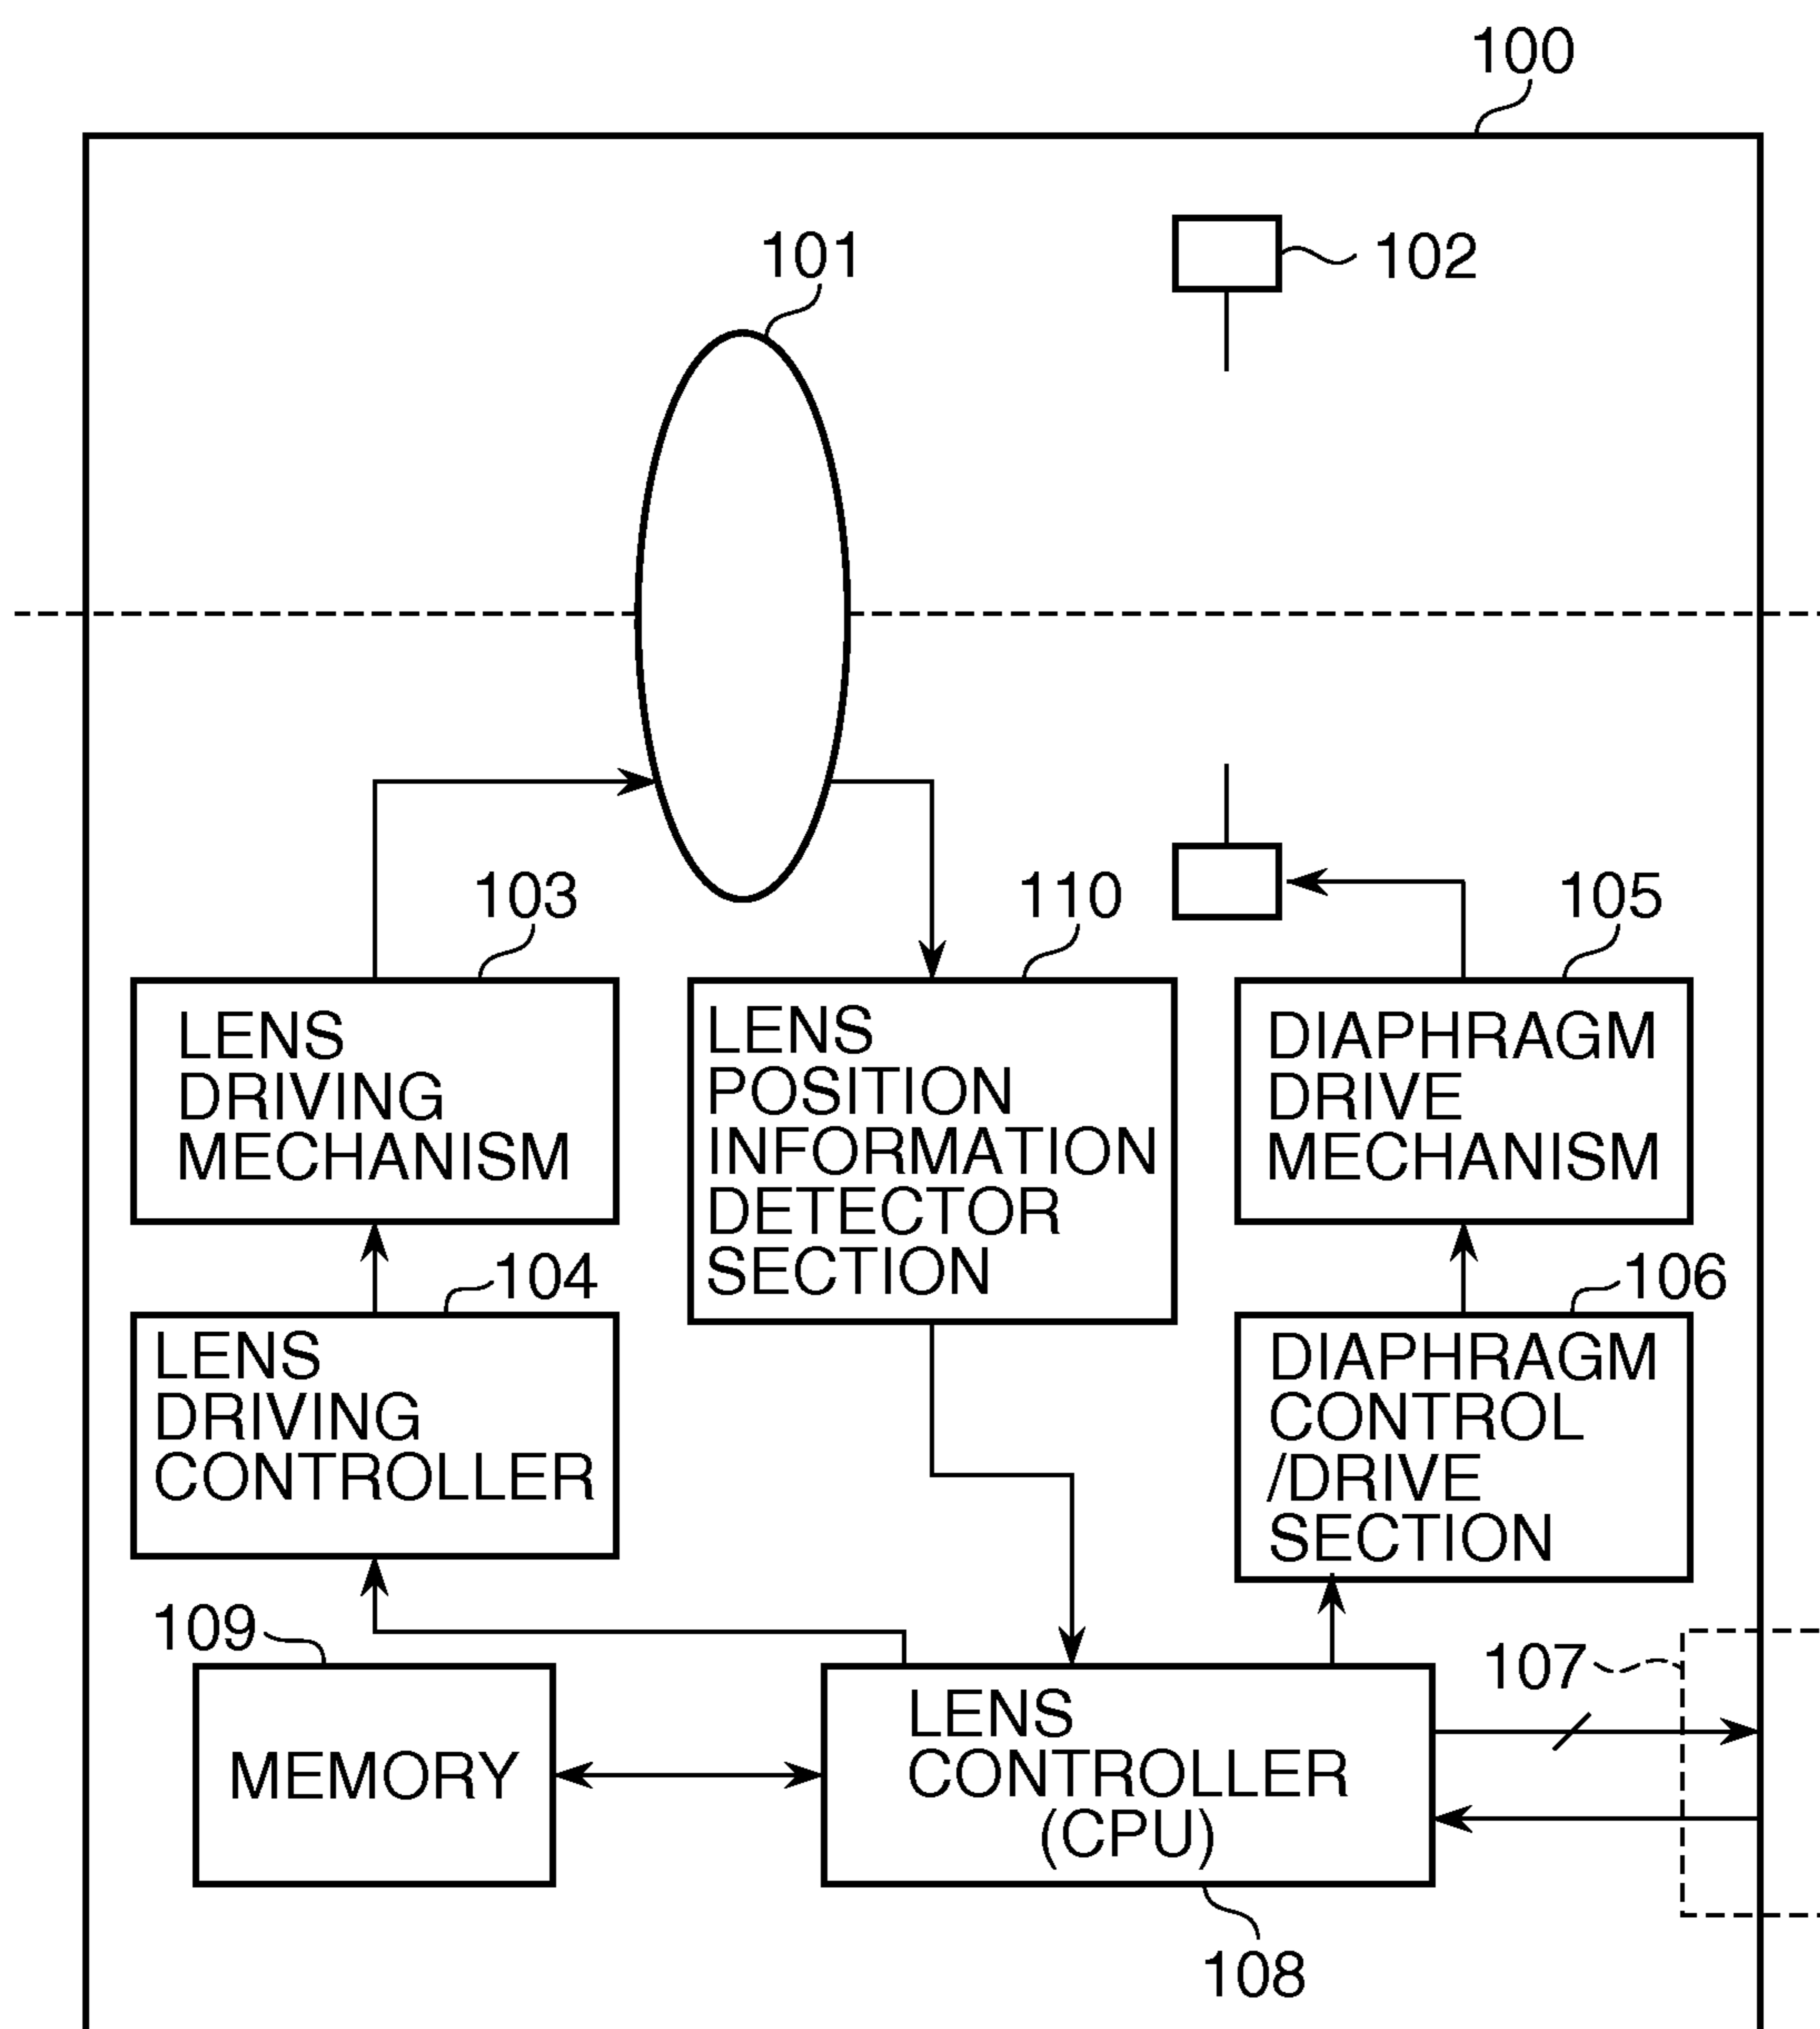 100
101
102
103
110
105
LENS
DRIVING
MECHANISM
LENS
POSITION
INFORMATION
DETECTOR
SECTION
DIAPHRAGM
DRIVE
MECHANISM
104
106
LENS
DRIVING
CONTROLLER
DIAPHRAGM
CONTROL
/DRIVE
SECTION
109
107
MEMORY
LENS
CONTROLLER
(CPU)
108